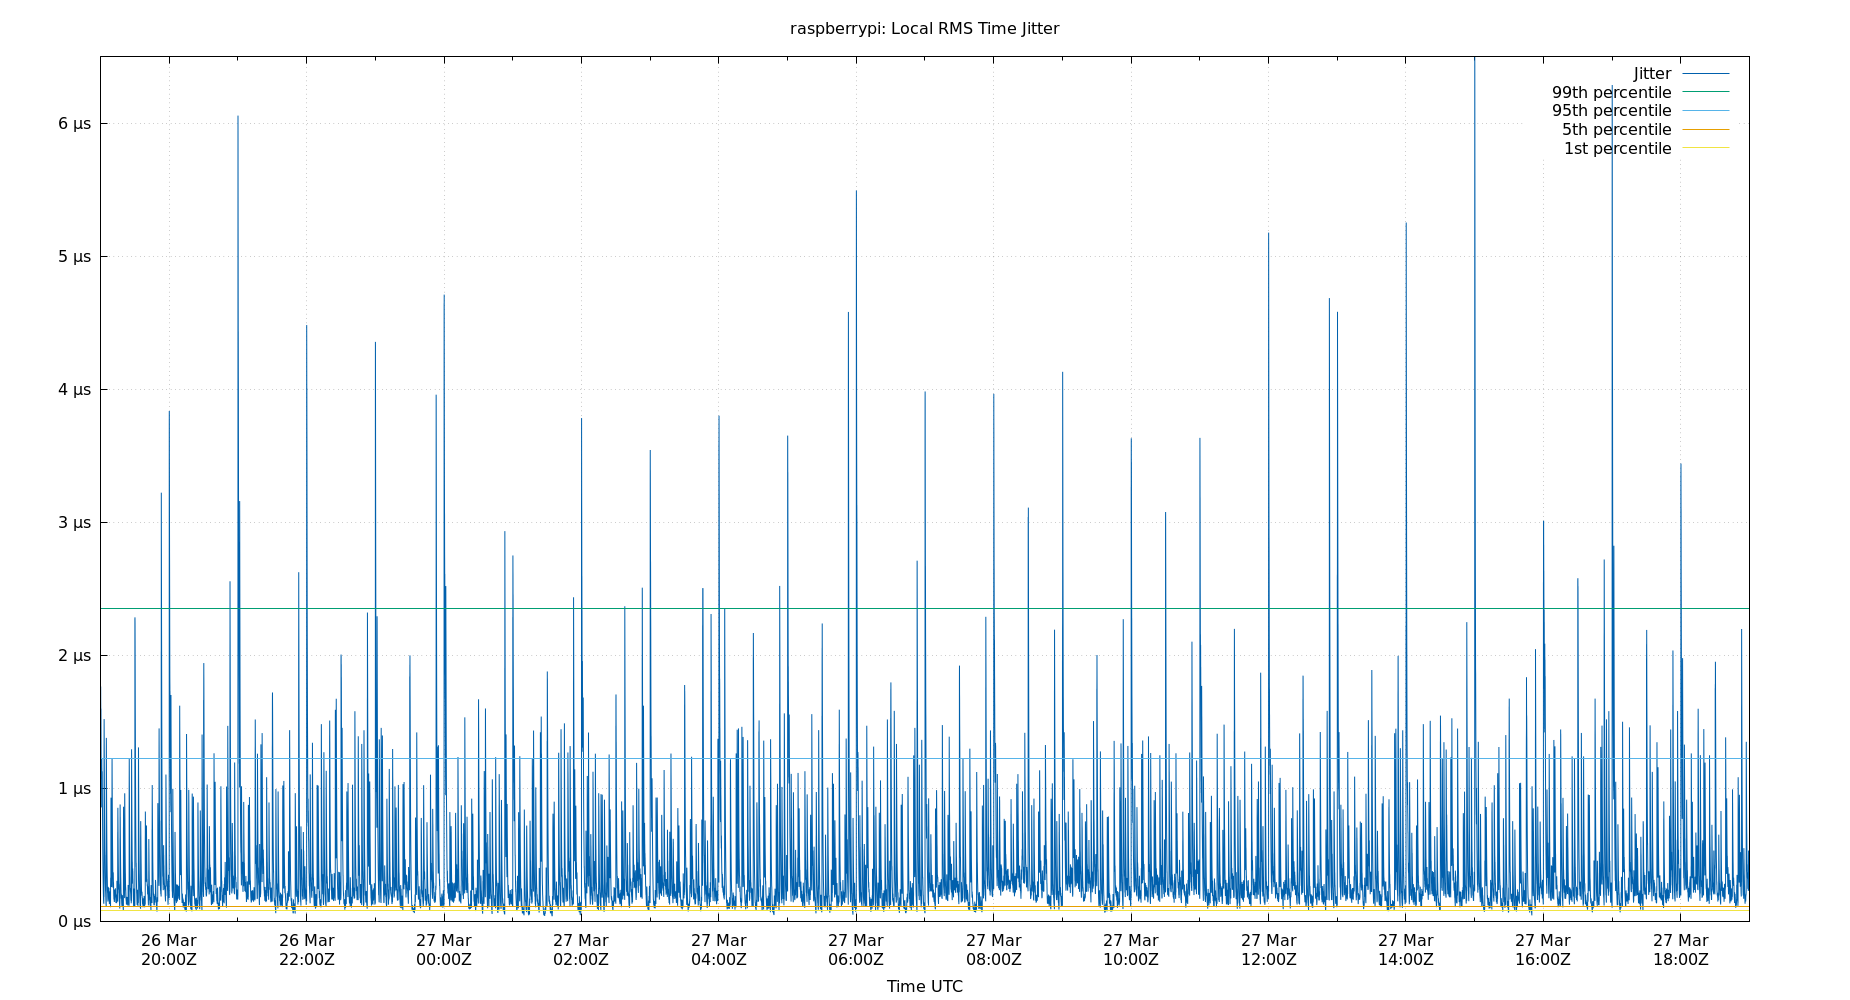 raspberrypi: Local RMS Time Jitter
Jitter
99th percentile
95th percentile
5th percentile
1st percentile
6 µs
5 µs
4 µs
3 µs
2 µs
1 µs
0 µs
26 Mar 26 Mar 27 Mar 27 Mar 27 Mar 27 Mar 27 Mar 27 Mar 27 Mar 27 Mar 27 Mar 27 Mar
20:00Z 22:00Z 00:00Z 02:00Z 04:00Z 06:00Z 08:00Z 10:00Z 12:00Z 14:00Z 16:00Z 18:00Z
Time UTC